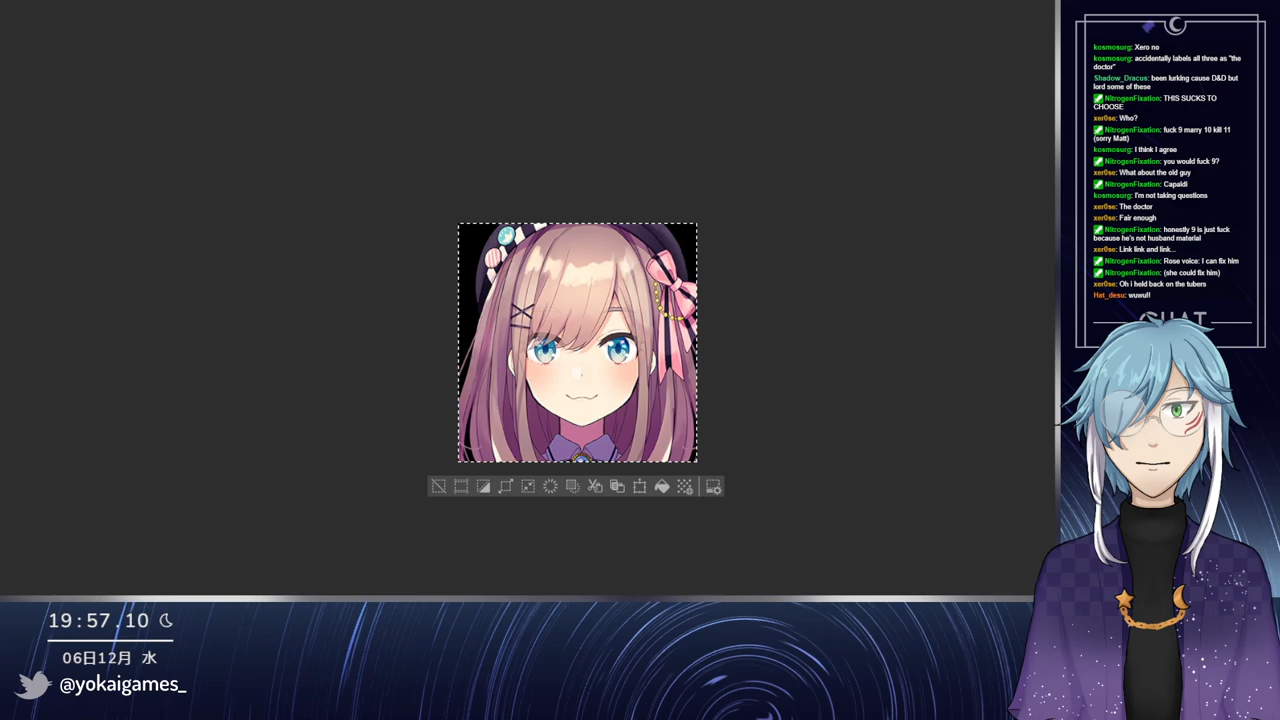 kosmosurg: Xero no
kosmosurg: accidentally labels all three as "the
doctor"
Shadow_Dracus: been lurking cause D&D but
lord some of these
NitrogenFixation: THIS SUCKS TO
CHOOSE
xer0se: Who?
NitrogenFixation: fuck 9 marry 10 kill 11
(sorry Matt)
kosmosurg: I think I agree
NitrogenFixation: you would fuck 9?
xer0se: What about the old guy
NitrogenFixation: Capaldi
kosmosurg: I'm not taking questions
xer0se: The doctor
xer0se: Fair enough
NitrogenFixation: honestly 9 is just fuck
because he's not husband material
xer0se: Link link and link...
NitrogenFixation: Rose voice: I can fix him
NitrogenFixation: (she could fix him)
xer0se: Oh i held back on the tubers
Hat_desu: wuwu!!
CHAT
19:57.10
06日12月 水
@yokaigames_